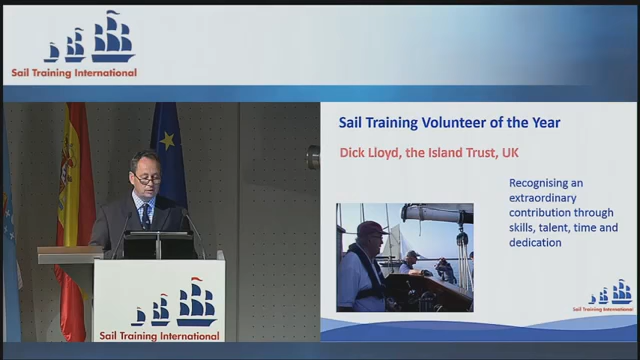 Sail Training International
Sail Training Volunteer of the Year
Dick Lloyd, the Island Trust, UK
Recognising an
extraordinary
contribution through
skills, talent, time and
dedication
Sail Training International
Sail Training International